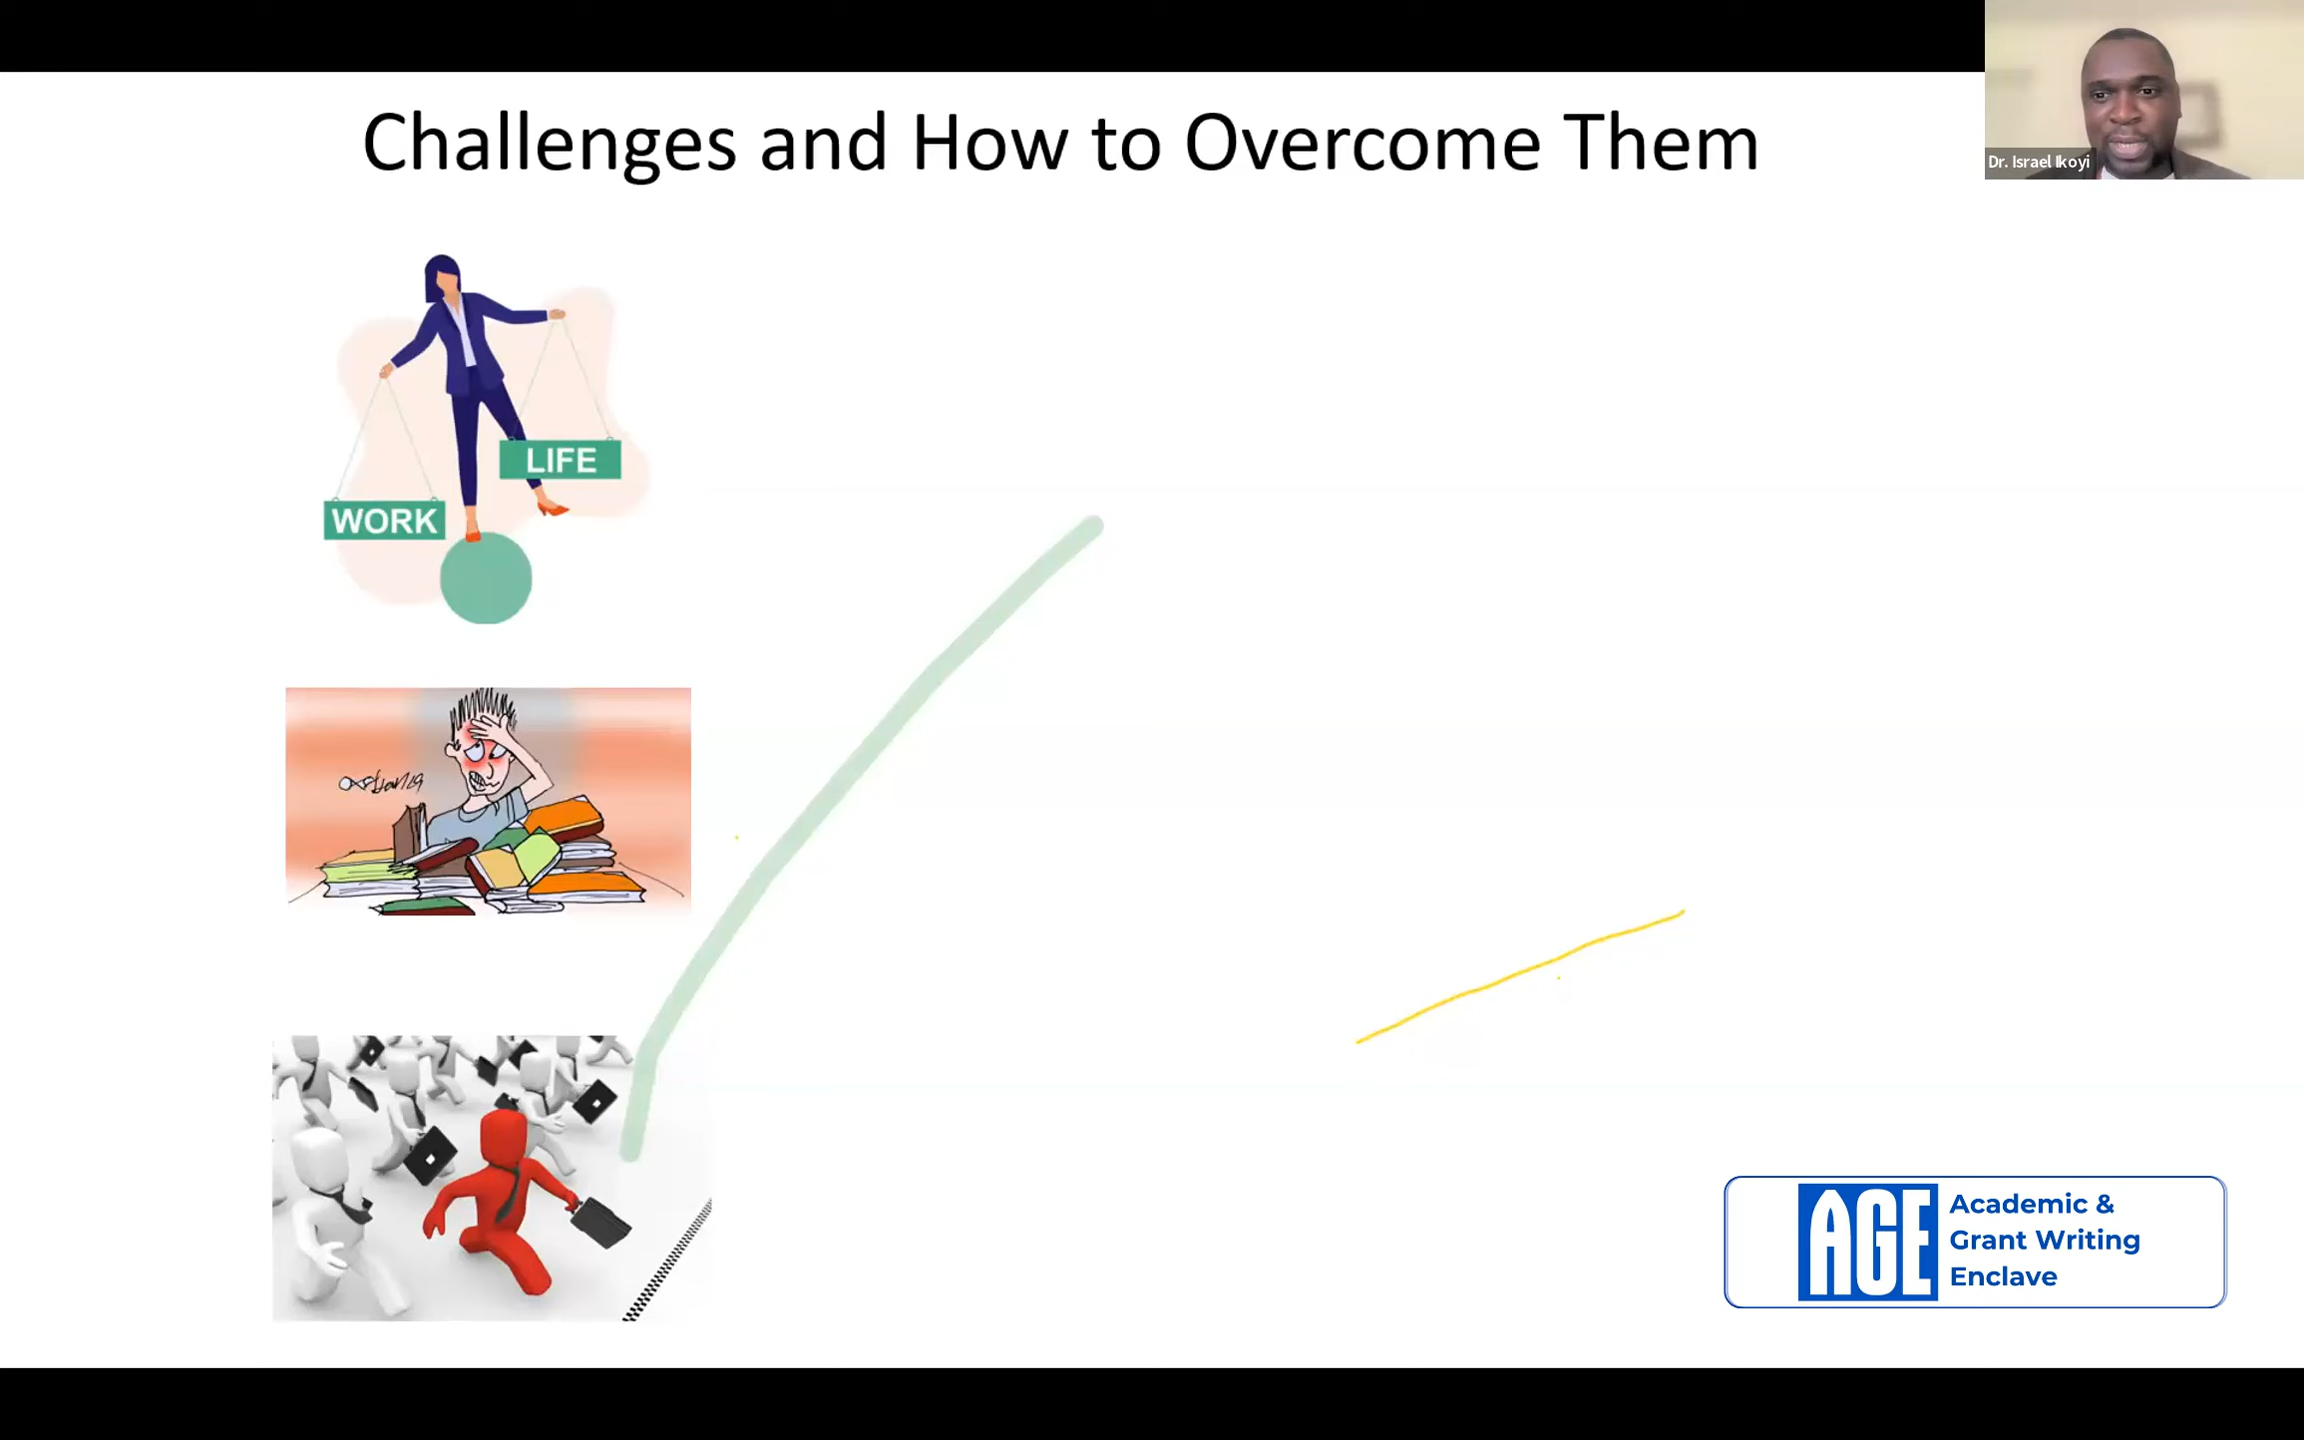 Challenges and How to Overcome Them
Dr. Israel Ikoyi
LIFE
WORK
AGE
Academic &
Grant Writing
Enclave